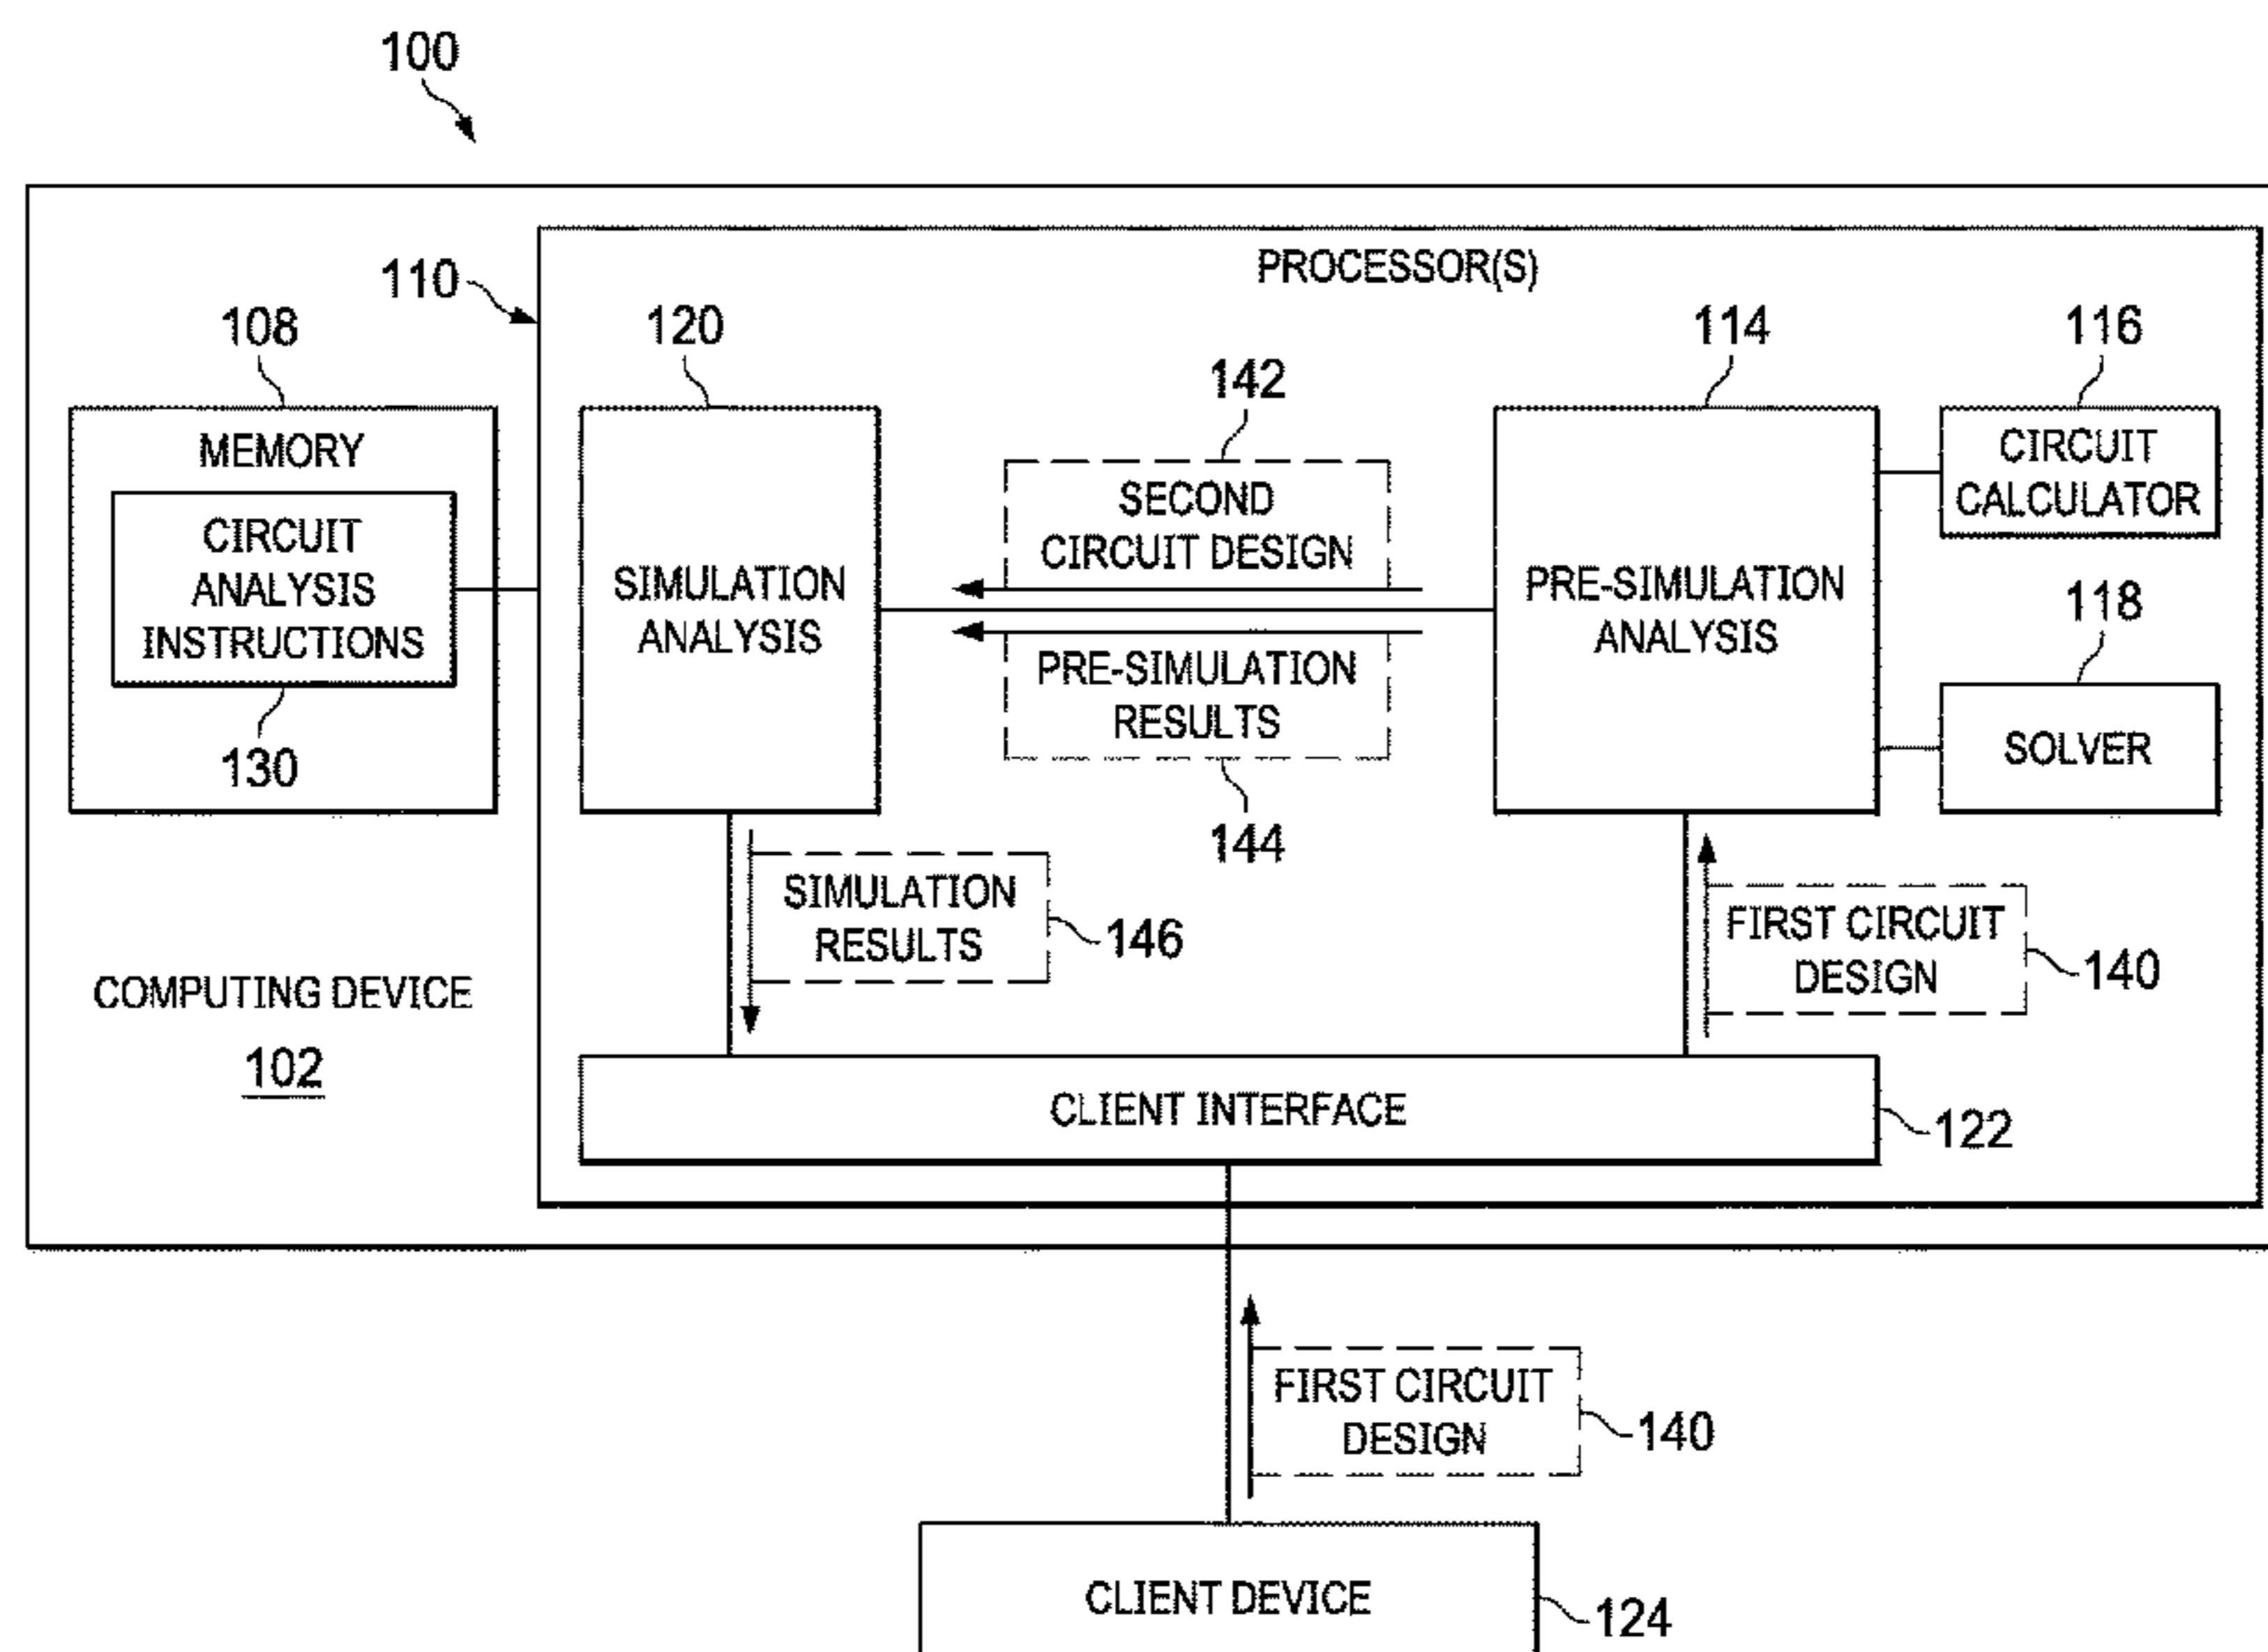 100
110
PROCESSOR(S)
108
120
114
116
142
MEMORY
CIRCUIT
ANALYSIS
INSTRUCTIONS
130
SIMULATION
ANALYSIS
SECOND
CIRCUIT DESIGN
PRE-SIMULATION
RESULTS
144
PRE-SIMULATION
ANALYSIS
CIRCUIT
CALCULATOR
118
SOLVER
SIMULATION
RESULTS
146
FIRST CIRCUIT
DESIGN
140
COMPUTING DEVICE
102
CLIENT INTERFACE
122
FIRST CIRCUIT
DESIGN
140
CLIENT DEVICE
124